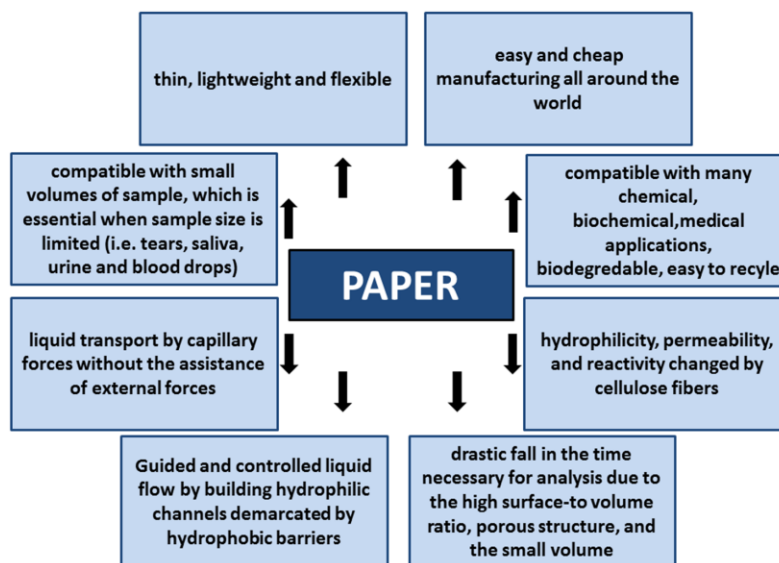 thin, lightweight and flexible
easy and cheap
manufacturing all around the
world
compatible with small
volumes of sample, which is
essential when sample size is
limited (i.e. tears, saliva,
urine and blood drops)
compatible with many
chemical,
biochemical,medical
applications,
biodegredable, easy to recyle
PAPER
liquid transport by capillary
forces without the assistance
of external forces
hydrophilicity, permeability,
and reactivity changed by
cellulose fibers
Guided and controlled liquid
flow by building hydrophilic
channels demarcated by
hydrophobic barriers
drastic fall in the time
necessary for analysis due to
the high surface-to volume
ratio, porous structure, and
the small volume